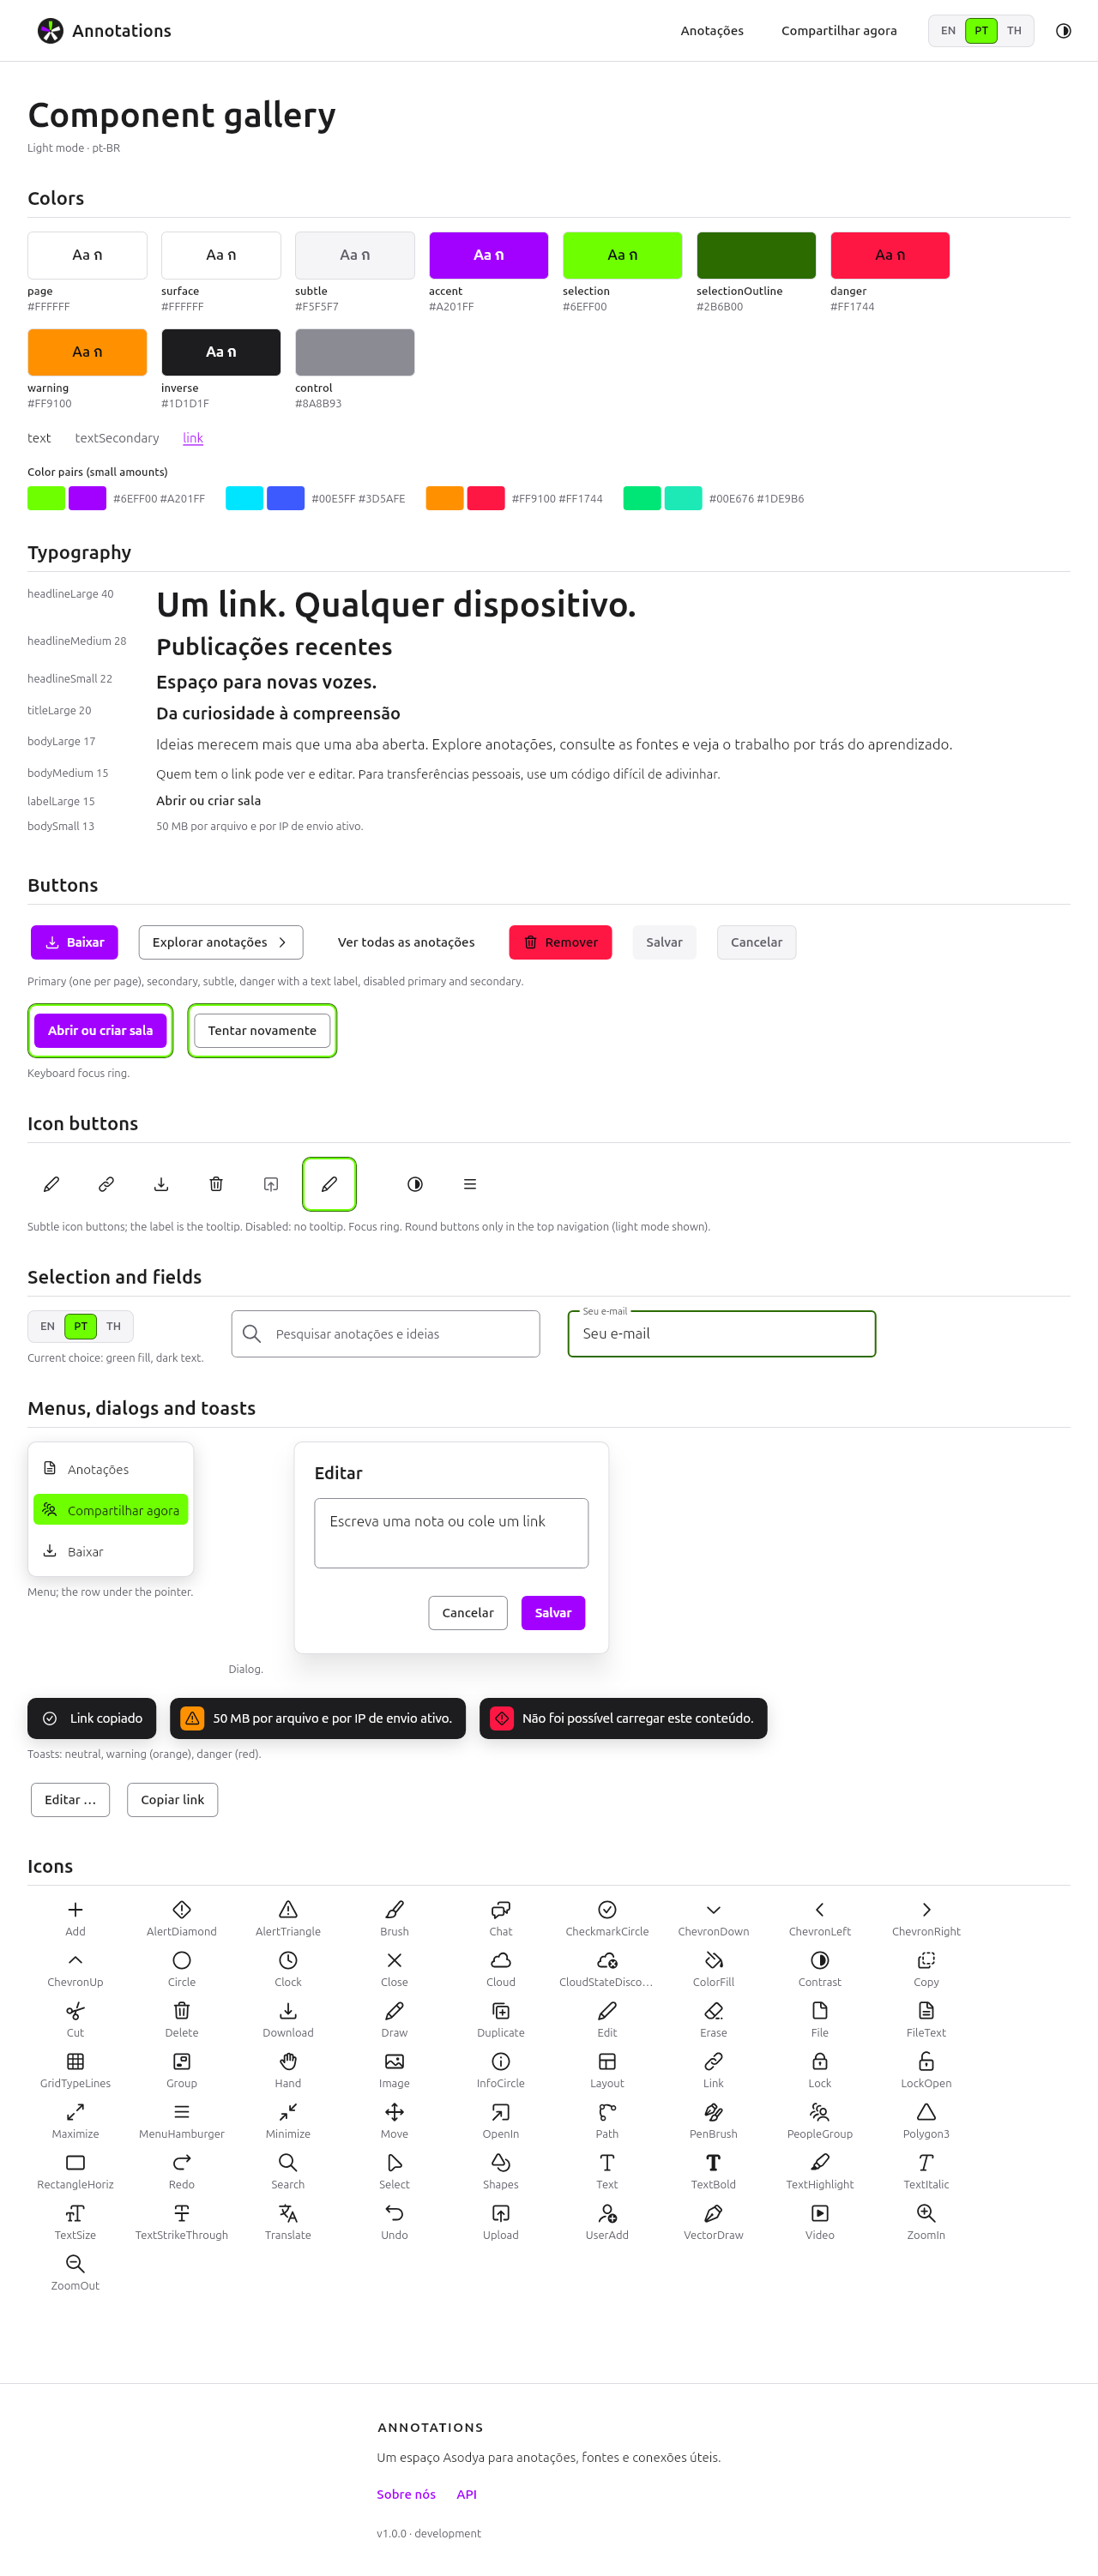 Annotations
Anotações Compartilhar agora EN PT TH
Component gallery
Light mode · pt-BR
Colors
Aa ก Aa ก Aa ก Aa ก Aa ก Aa ก
page surface subtle accent selection selectionOutline danger
#FFFFFF #FFFFFF #F5F5F7 #A201FF #6EFF00 #2B6B00 #FF1744
Aa ก Aa ก
warning inverse control
#FF9100 #1D1D1F #8A8B93
text textSecondary link
Color pairs (small amounts)
#6EFF00 #A201FF #00E5FF #3D5AFE #FF9100 #FF1744 #00E676 #1DE9B6
Typography
headlineLarge 40 Um link. Qualquer dispositivo.
headlineMedium 28 Publicações recentes
headlineSmall 22 Espaço para novas vozes.
titleLarge 20 Da curiosidade à compreensão
bodyLarge 17 Ideias merecem mais que uma aba aberta. Explore anotações, consulte as fontes e veja o trabalho por trás do aprendizado.
bodyMedium 15 Quem tem o link pode ver e editar. Para transferências pessoais, use um código difícil de adivinhar.
labelLarge 15 Abrir ou criar sala
bodySmall 13 50 MB por arquivo e por IP de envio ativo.
Buttons
Baixar Explorar anotações Ver todas as anotações Remover Salvar Cancelar
Primary (one per page), secondary, subtle, danger with a text label, disabled primary and secondary.
Abrir ou criar sala Tentar novamente
Keyboard focus ring.
Icon buttons
Subtle icon buttons; the label is the tooltip. Disabled: no tooltip. Focus ring. Round buttons only in the top navigation (light mode shown).
Selection and fields
EN PT TH Pesquisar anotações e ideias Seu e-mail
Seu e-mail
Current choice: green fill, dark text.
Menus, dialogs and toasts
Anotações
Compartilhar agora
Baixar
Menu; the row under the pointer.
Editar
Escreva uma nota ou cole um link
Cancelar Salvar
Dialog.
Link copiado 50 MB por arquivo e por IP de envio ativo. Não foi possível carregar este conteúdo.
Toasts: neutral, warning (orange), danger (red).
Editar … Copiar link
Icons
Add AlertDiamond AlertTriangle Brush Chat CheckmarkCircle ChevronDown ChevronLeft ChevronRight
ChevronUp Circle Clock Close Cloud CloudStateDisco… ColorFill Contrast Copy
Cut Delete Download Draw Duplicate Edit Erase File FileText
GridTypeLines Group Hand Image InfoCircle Layout Link Lock LockOpen
Maximize MenuHamburger Minimize Move OpenIn Path PenBrush PeopleGroup Polygon3
RectangleHoriz Redo Search Select Shapes Text TextBold TextHighlight TextItalic
TextSize TextStrikeThrough Translate Undo Upload UserAdd VectorDraw Video ZoomIn
ZoomOut
ANNOTATIONS
Um espaço Asodya para anotações, fontes e conexões úteis.
Sobre nós API
v1.0.0 · development